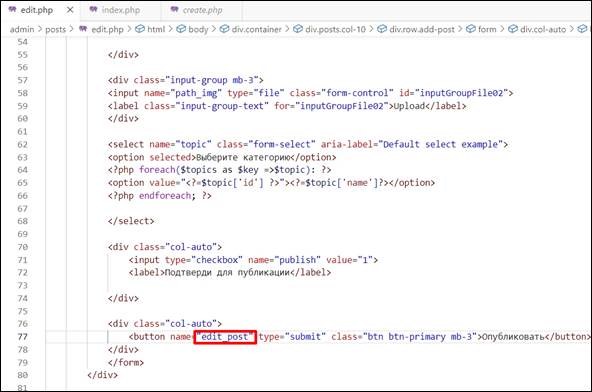 edit.php × index.php create.php
admin > posts > edit.php > html > body > div.container > div.posts.col-10 > div.row.add-post > form > div.col-auto >
54
55 </div>
56
57 <div class="input-group mb-3">
58 <input name="path_img" type="file" class="form-control" id="inputGroupFile02">
59 <label class="input-group-text" for="inputGroupFile02">Upload</label>
60 </div>
61
62 <select name="topic" class="form-select" aria-label="Default select example">
63 <option selected>Выберите категорию</option>
64 <?php foreach($topics as $key =>$topic): ?>
65 <option value="<?=$topic['id'] ?>"><?=$topic['name']?></option>
66 <?php endforeach; ?>
67
68 </select>
69
70 <div class="col-auto">
71 <input type="checkbox" name="publish" value="1">
72 <label>Подтверди для публикации</label>
73
74 </div>
75
76 <div class="col-auto">
77 <button name="edit_post" type="submit" class="btn btn-primary mb-3">Опубликовать</button>
78 </div>
79 </form>
80 </div>
81